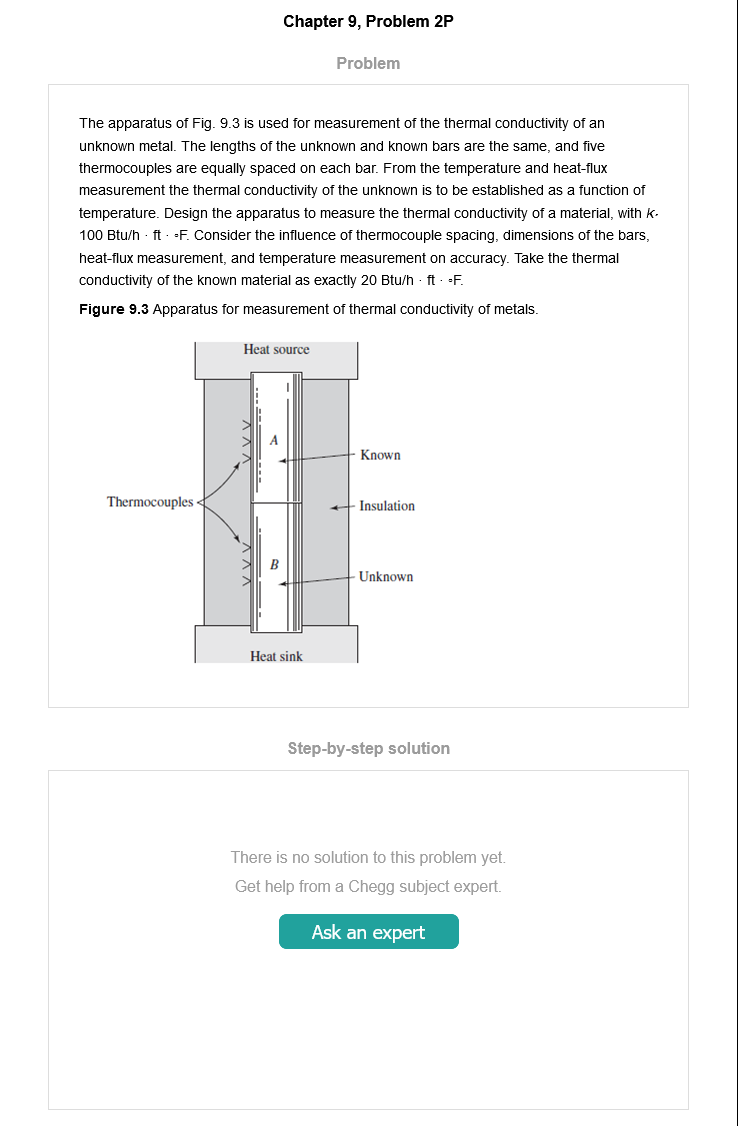 Chapter 9, Problem 2P
Problem
The apparatus of Fig. 9.3 is used for measurement of the thermal conductivity of an
unknown metal. The lengths of the unknown and known bars are the same, and five
thermocouples are equally spaced on each bar. From the temperature and heat-flux
measurement the thermal conductivity of the unknown is to be established as a function of
temperature. Design the apparatus to measure the thermal conductivity of a material, with k-
100 Btu/h · ft · ∘F. Consider the influence of thermocouple spacing, dimensions of the bars,
heat-flux measurement, and temperature measurement on accuracy. Take the thermal
conductivity of the known material as exactly 20 Btu/h · ft · ∘F.
Figure 9.3 Apparatus for measurement of thermal conductivity of metals.
Heat source
A
Known
Thermocouples
Insulation
B
Unknown
Heat sink
Step-by-step solution
There is no solution to this problem yet.
Get help from a Chegg subject expert.
Ask an expert